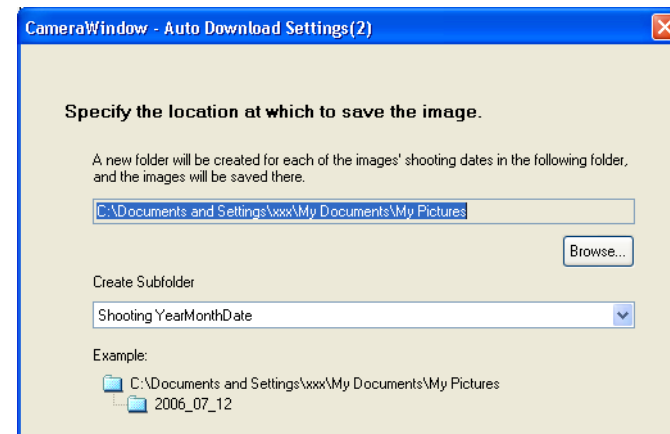 CameraWindow - Auto Download Settings(2)
Specify the location at which to save the image.
A new folder will be created for each of the images' shooting dates in the following folder,
and the images will be saved there.
C:\Documents and Settings\xxx\My Documents\My Pictures
Browse...
Create Subfolder
Shooting YearMonthDate
Example:
C:\Documents and Settings\xxx\My Documents\My Pictures
2006_07_12